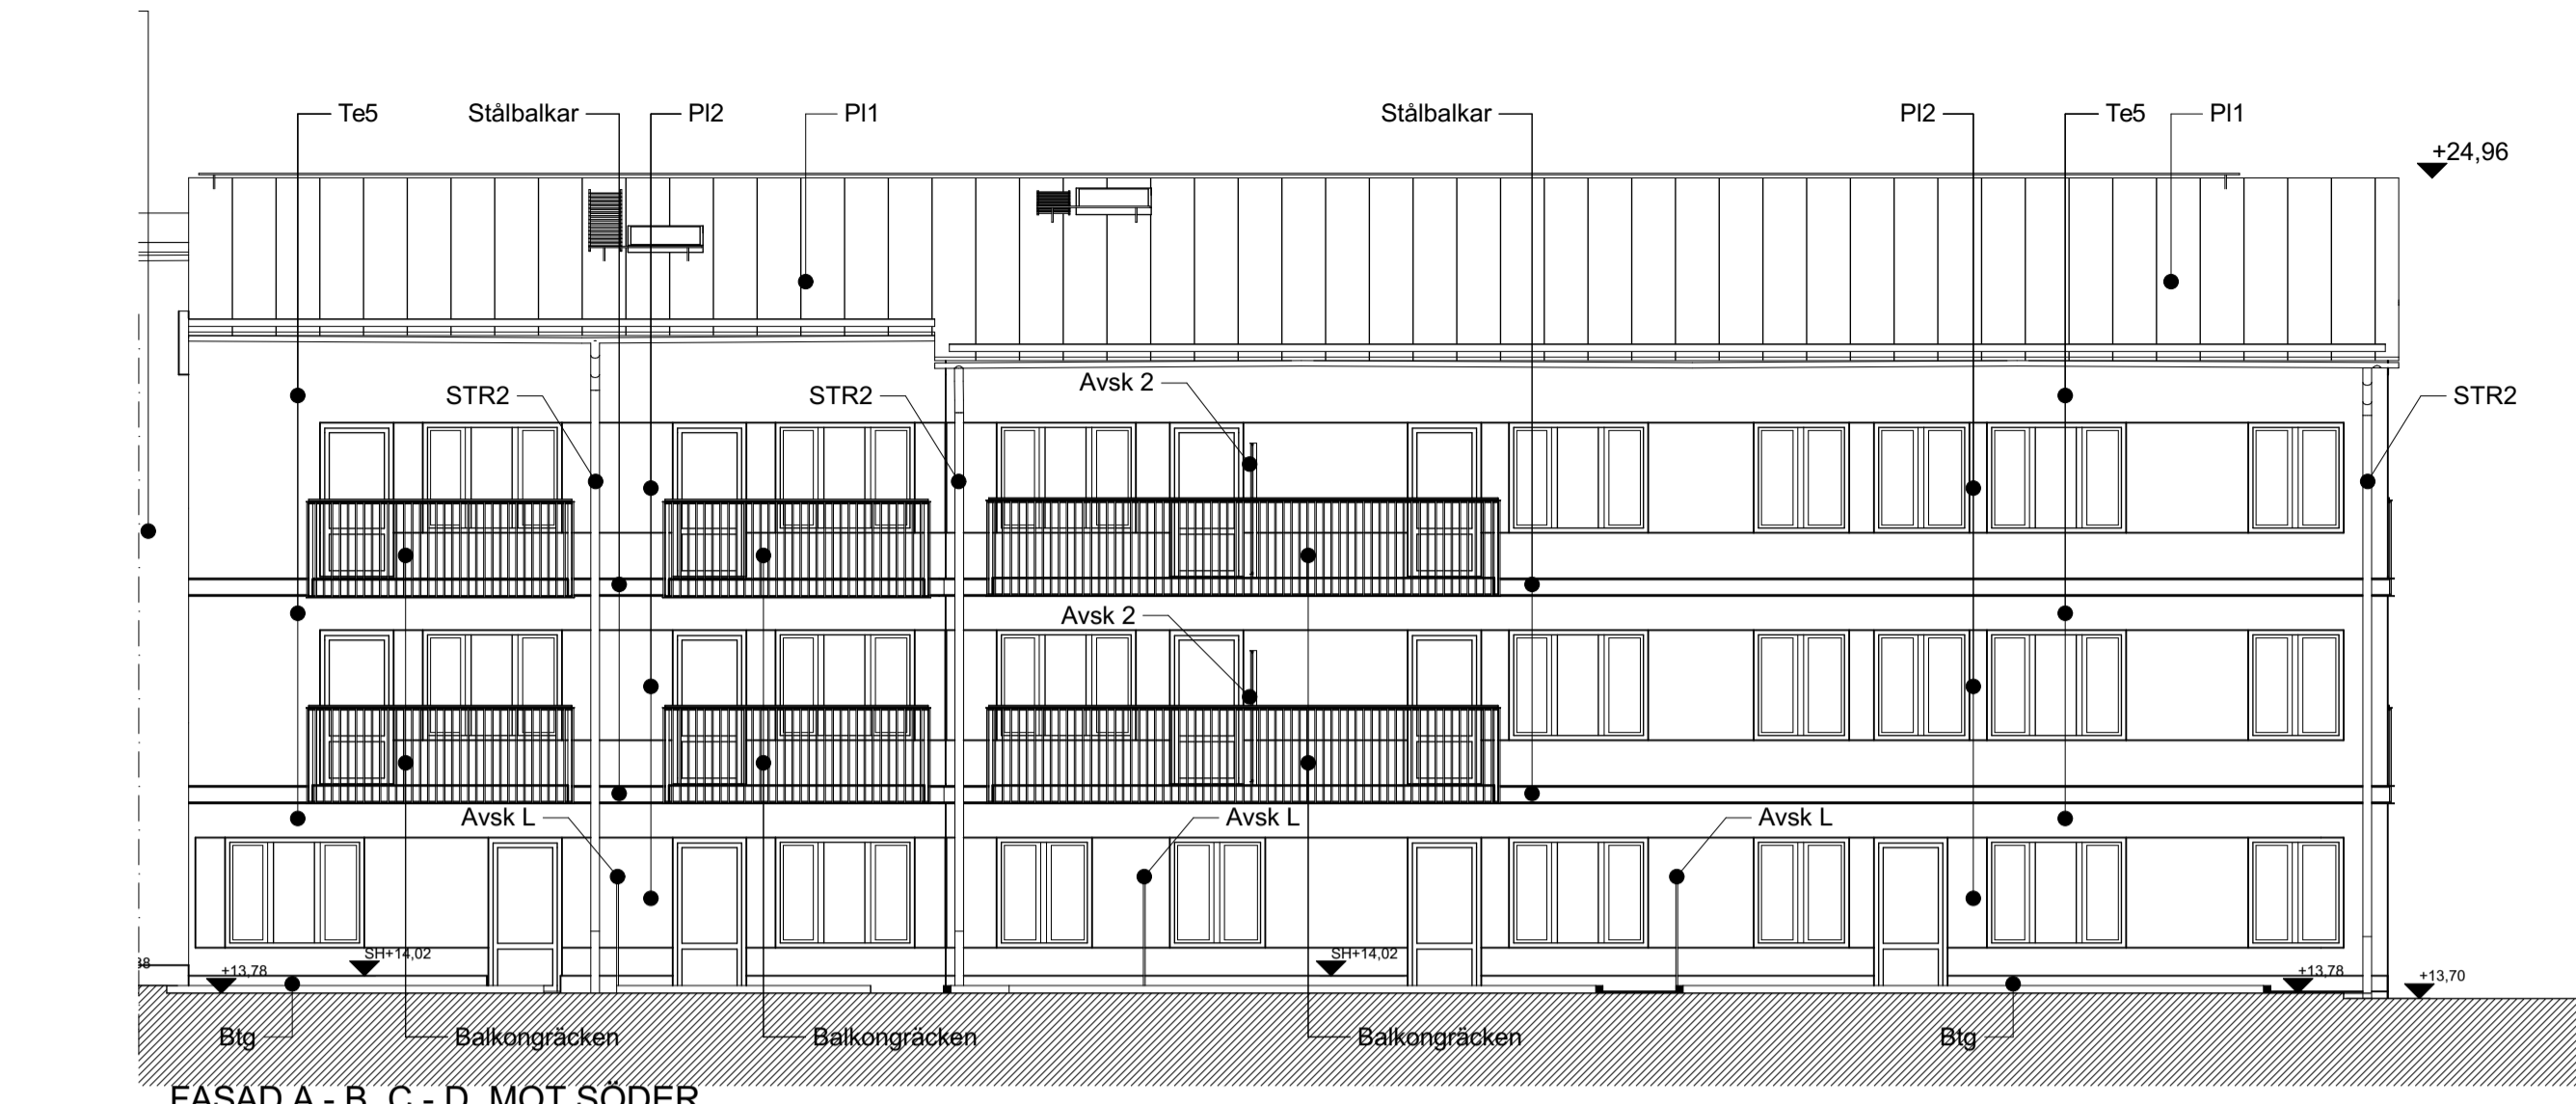 Te5 Stålbalkar Pl2 Pl1 Stålbalkar Pl2 Te5 Pl1
+24,96
Avsk 2
STR2 STR2 STR2
Avsk 2
Avsk L Avsk L Avsk L
SH+14,02 SH+14,02
+13,78 +13,78 +13,70
Btg Balkongräcken Balkongräcken Balkongräcken Btg
FASAD A - B, C - D MOT SÖDER